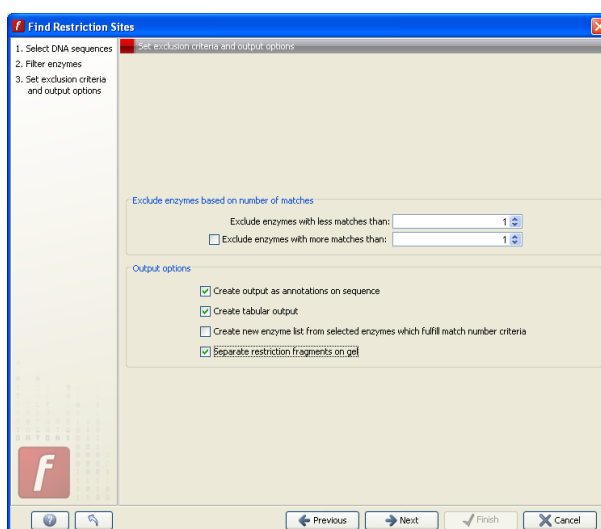 Find Restriction Sites
1. Select DNA sequences
2. Filter enzymes
3. Set exclusion criteria
and output options
Set exclusion criteria and output options
Exclude enzymes based on number of matches
Exclude enzymes with less matches than: 1
Exclude enzymes with more matches than: 1
Output options
Create output as annotations on sequence
Create tabular output
Create new enzyme list from selected enzymes which fulfill match number criteria
Separate restriction fragments on gel
Previous
Next
Finish
Cancel